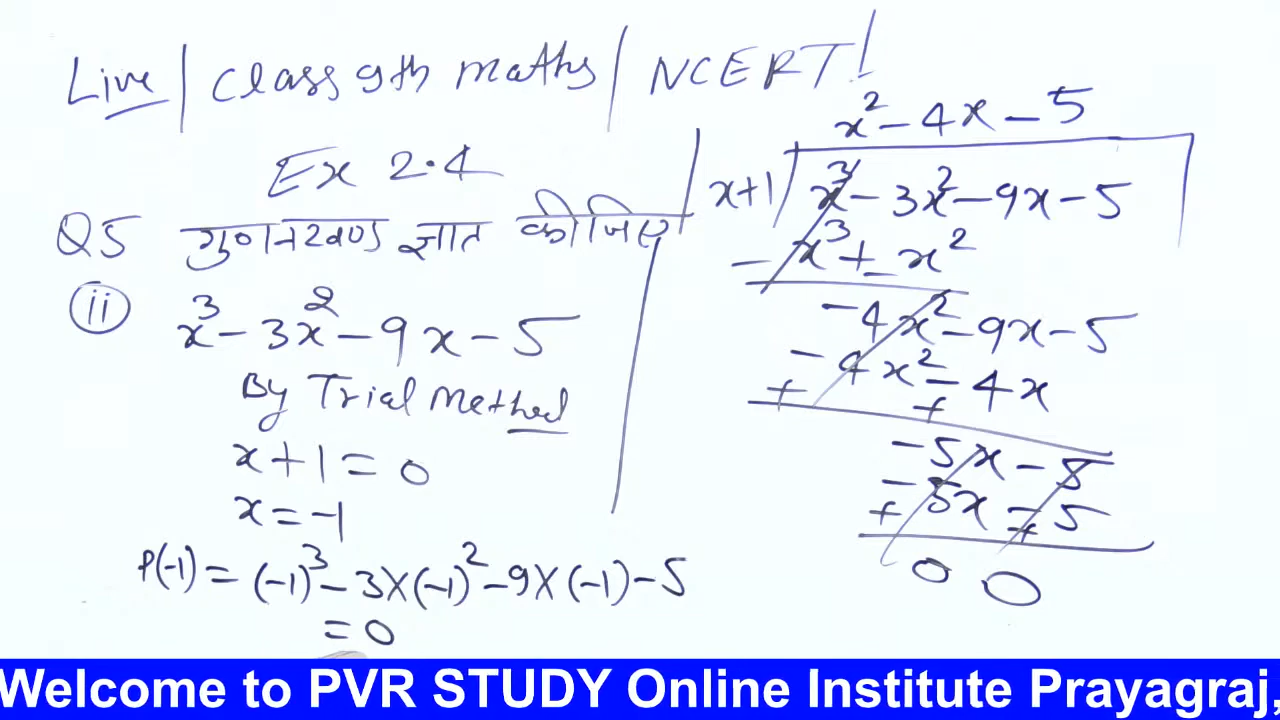 Live / Class 9th maths / NCERT /
Ex 2.4
Q5 गुणनखण्ड ज्ञात कीजिए
(ii) x³ - 3x² - 9x - 5
By Trial Method
x + 1 = 0
x = -1
P(-1) = (-1)³ - 3 × (-1)² - 9 × (-1) - 5
= 0
x² - 4x - 5
x+1 ) x³ - 3x² - 9x - 5
x³ + x²
- -
-4x² - 9x - 5
-4x² - 4x
+ +
-5x - 5
-5x - 5
+ +
0 0
Welcome to PVR STUDY Online Institute Prayagraj,